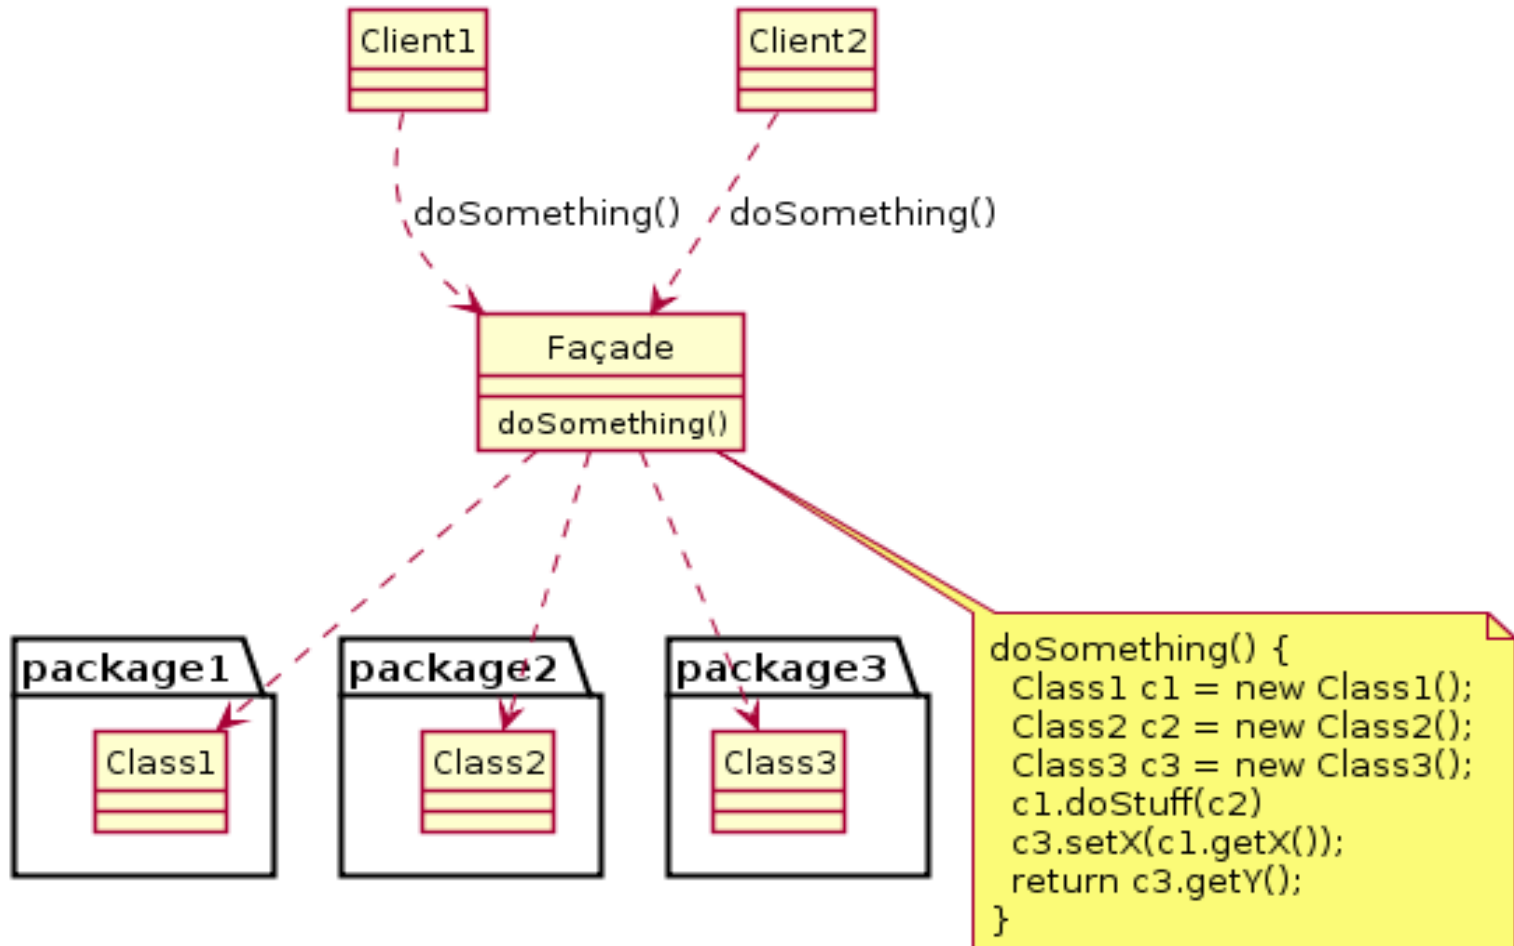 Client1
Client2
doSomething()
doSomething()
Façade
doSomething()
package1
package2
package3
Class1
Class2
Class3
doSomething() {
  Class1 c1 = new Class1();
  Class2 c2 = new Class2();
  Class3 c3 = new Class3();
  c1.doStuff(c2)
  c3.setX(c1.getX());
  return c3.getY();
}